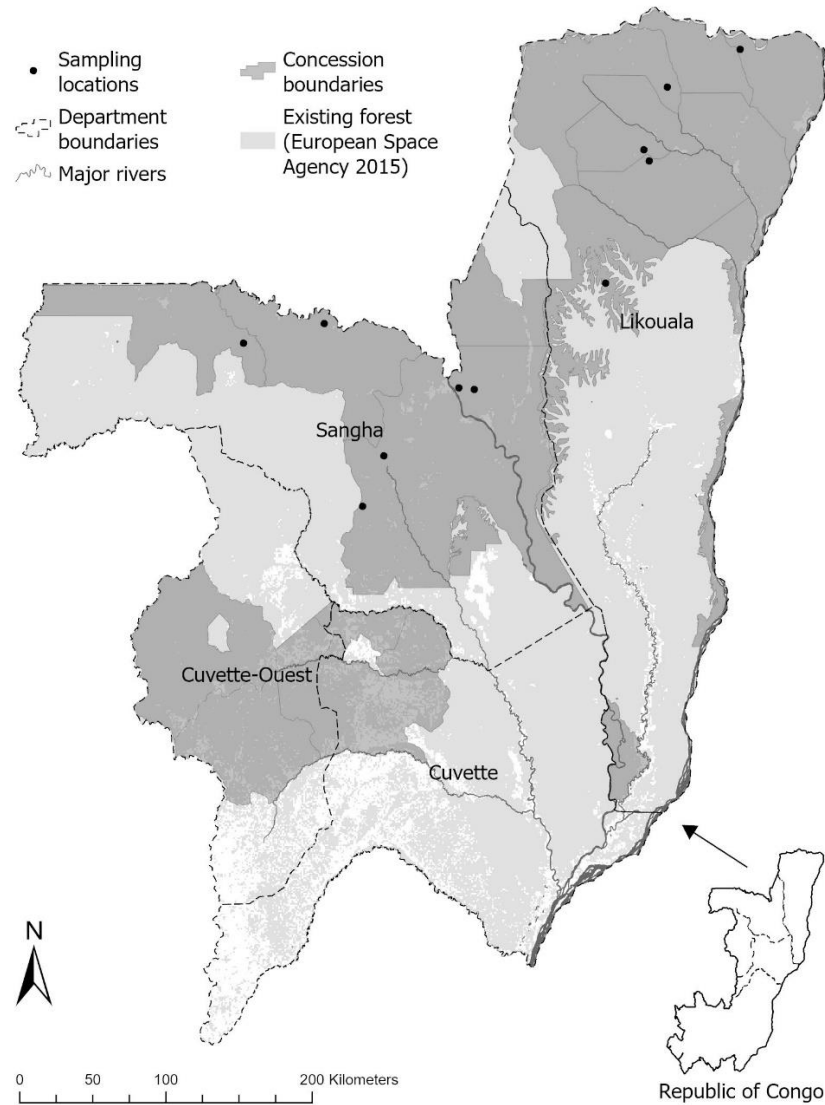 Sampling
locations
Department
boundaries
Major rivers
Concession
boundaries
Existing forest
(European Space
Agency 2015)
Likouala
Sangha
Cuvette-Ouest
Cuvette
N
0 50 100 200 Kilometers
Republic of Congo